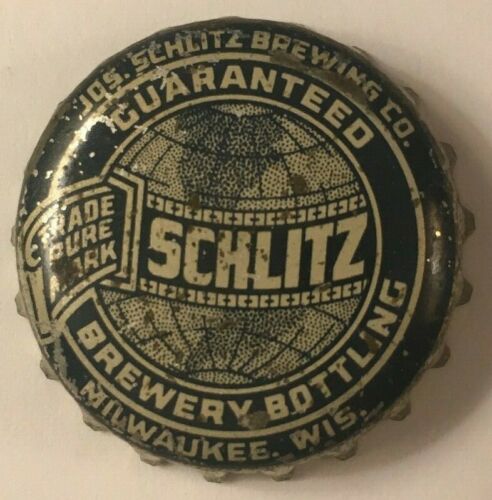 JOS. SCHLITZ BREWING CO.
GUARANTEED
TRADE
PURE
MARK
SCHLITZ
BREWERY BOTTLING
MILWAUKEE. WIS.